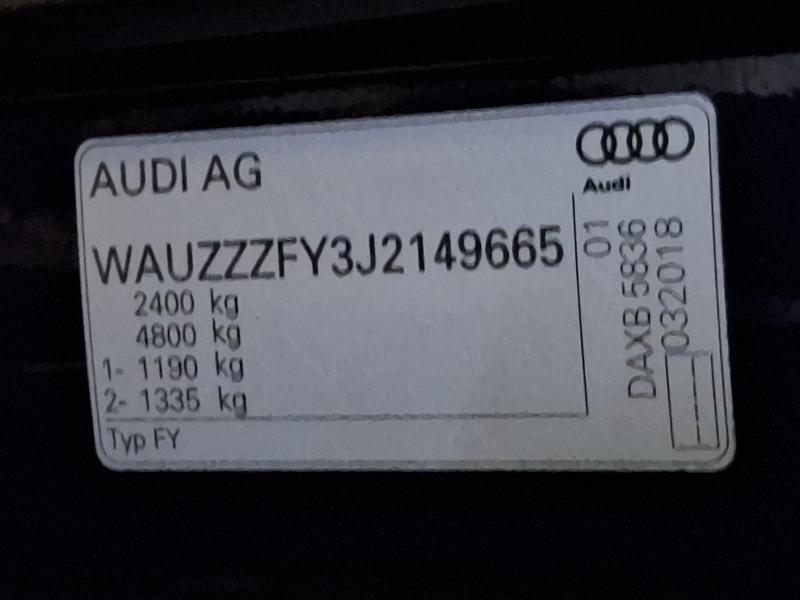 AUDI AG
Audi
WAUZZZFY3J2149665
2400 kg
4800 kg
1- 1190 kg
2- 1335 kg
Typ FY
01
DAXB 5836
032018